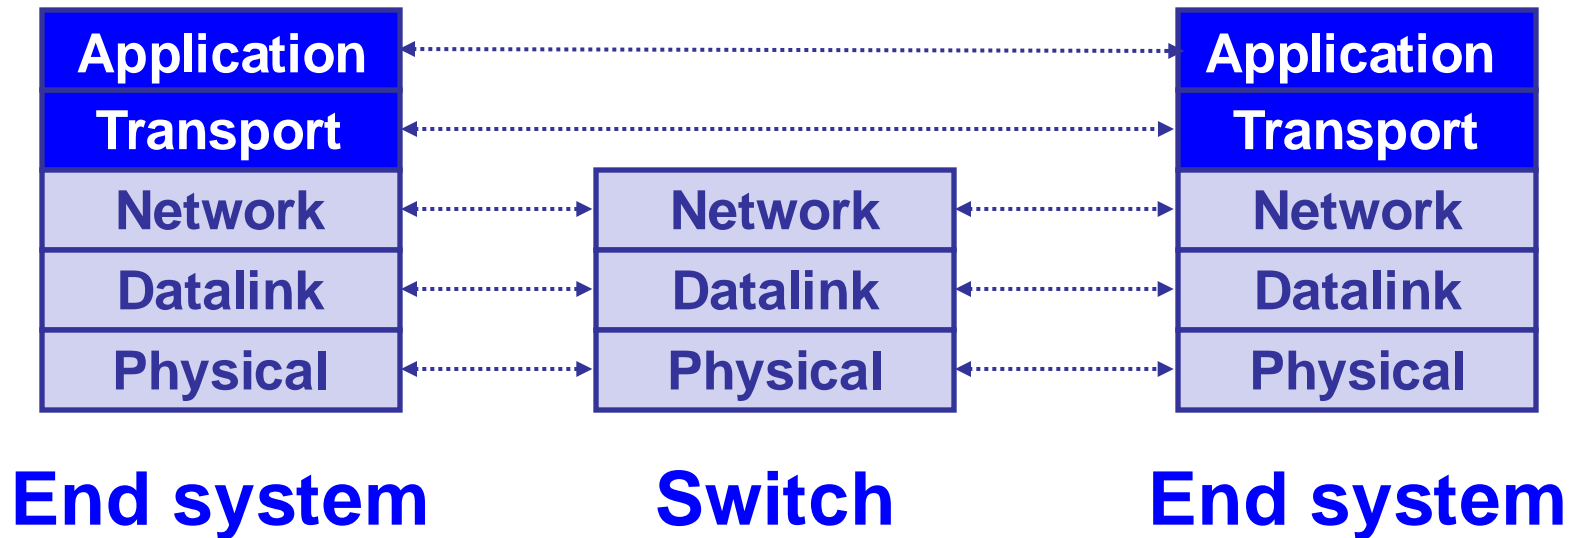 Application
Transport
Network
Datalink
Physical
End system
Network
Datalink
Physical
Switch
Application
Transport
Network
Datalink
Physical
End system